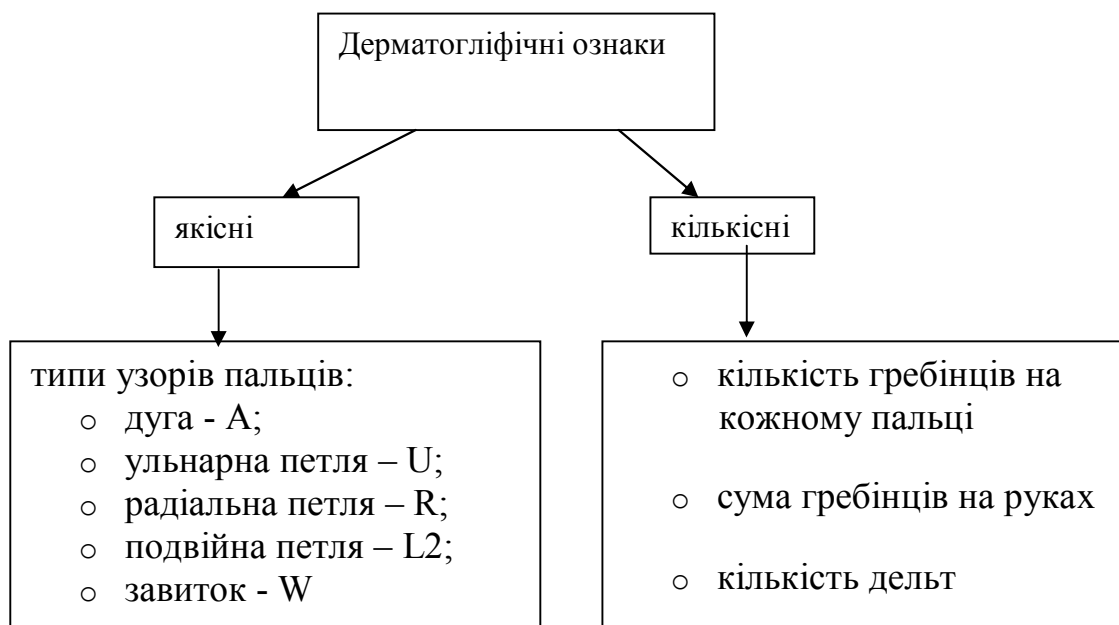 Дерматогліфічні ознаки
якісні
кількісні
типи узорів пальців:
o дуга - А;
o ульнарна петля – U;
o радіальна петля – R;
o подвійна петля – L2;
o завиток - W
o кількість гребінців на
кожному пальці
o сума гребінців на руках
o кількість дельт